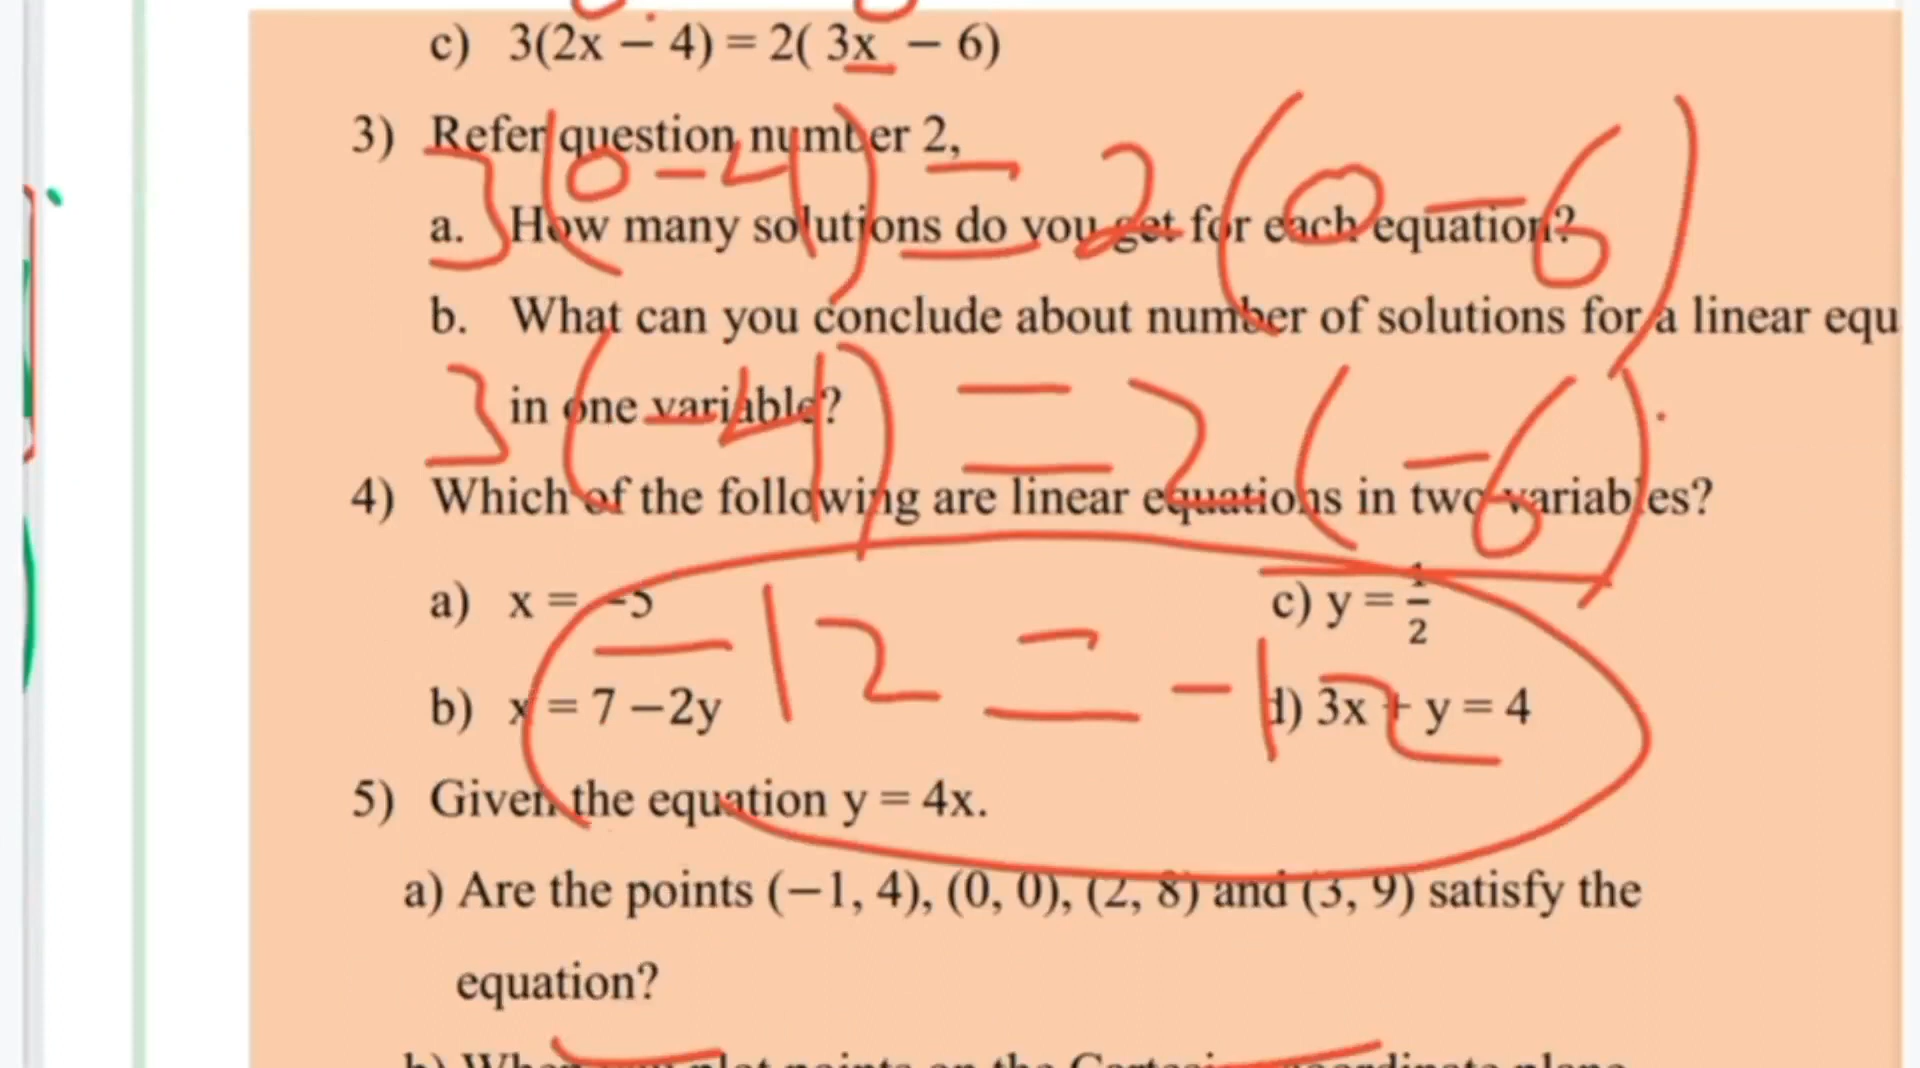 c) 3(2x – 4) = 2( 3x – 6)
3) Refer question number 2,
3(0-4) = 2(0-6)
a. How many solutions do you get for each equation?
b. What can you conclude about number of solutions for a linear equ
in one variable?
3(-4) = 2(-6)
4) Which of the following are linear equations in two variables?
a) x = –5 c) y = 1/2
-12 = -12
b) x = 7 –2y d) 3x + y = 4
5) Given the equation y = 4x.
a) Are the points (−1, 4), (0, 0), (2, 8) and (3, 9) satisfy the
equation?
plot points on the